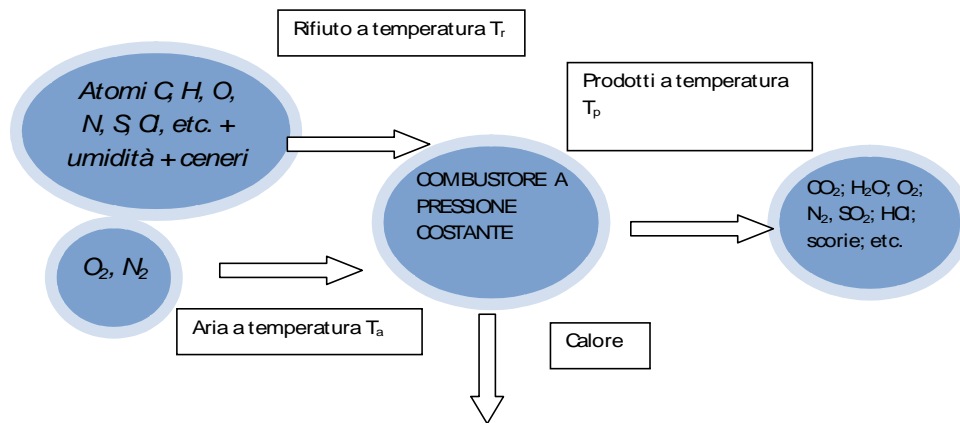 Rifiuto a temperatura Tᵣ
Atomi C, H, O,
N, S, Cl, etc. +
umidità + ceneri
Prodotti a temperatura
Tₚ
COMBUSTORE A
PRESSIONE
COSTANTE
CO₂; H₂O; O₂;
N₂, SO₂; HCl;
scorie; etc.
O₂, N₂
Aria a temperatura Tₐ
Calore